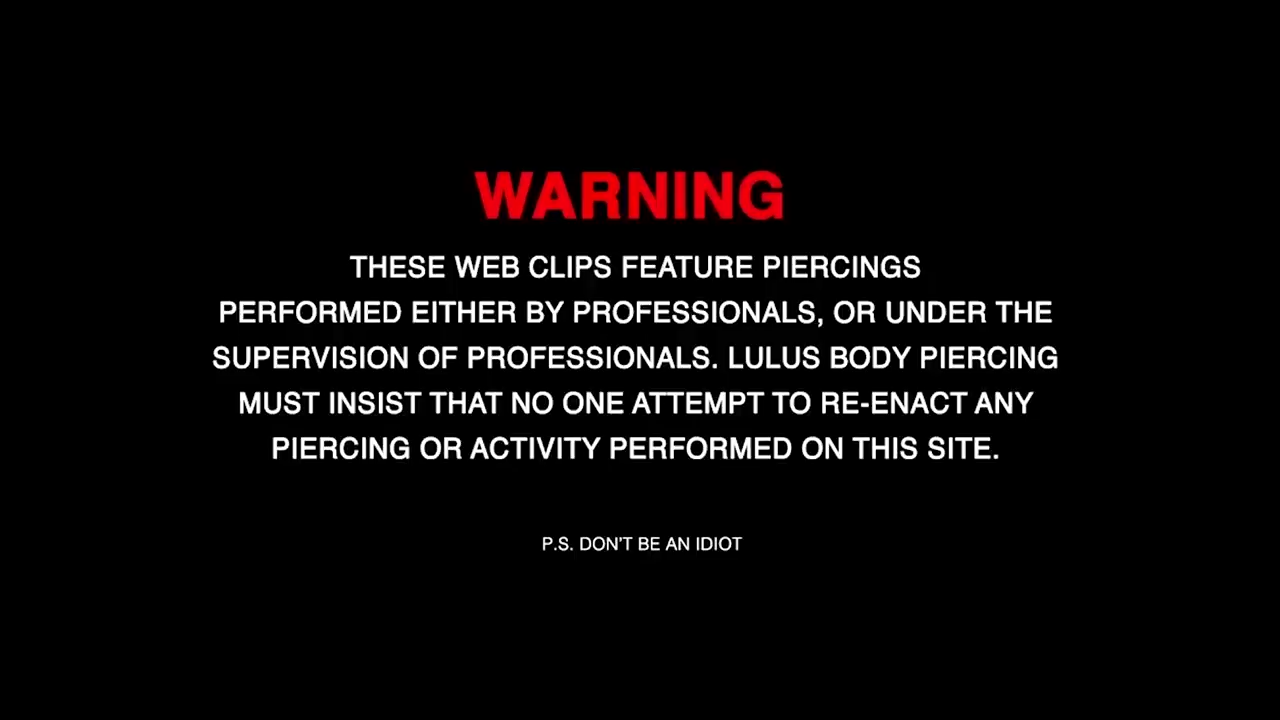 WARNING
THESE WEB CLIPS FEATURE PIERCINGS
PERFORMED EITHER BY PROFESSIONALS, OR UNDER THE
SUPERVISION OF PROFESSIONALS. LULUS BODY PIERCING
MUST INSIST THAT NO ONE ATTEMPT TO RE-ENACT ANY
PIERCING OR ACTIVITY PERFORMED ON THIS SITE.
P.S. DON'T BE AN IDIOT